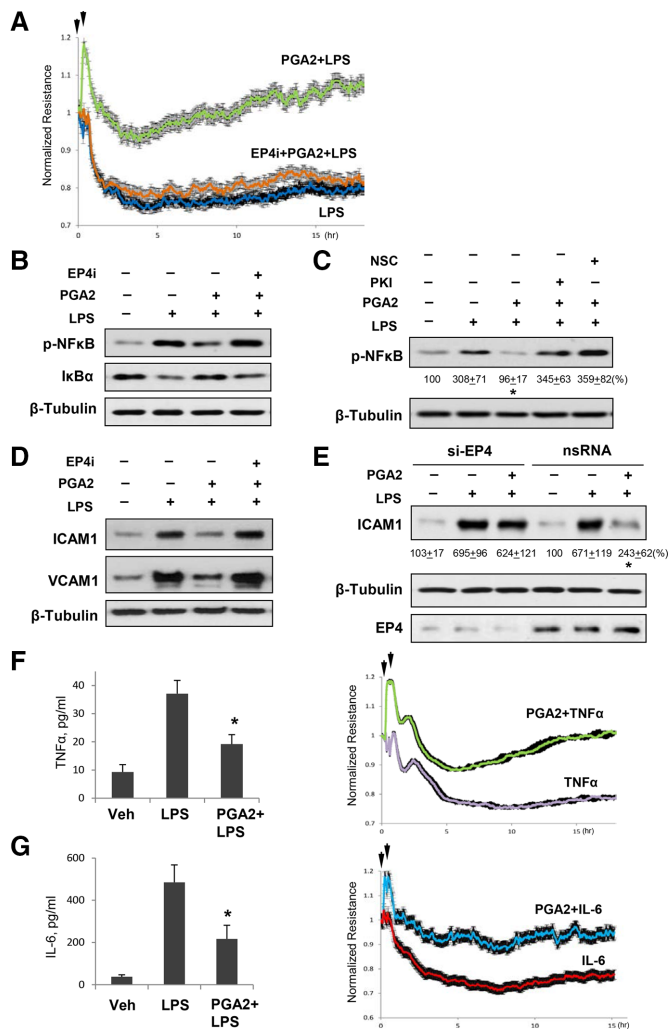 A
Normalized Resistance
1.2
1.1
1
0.9
0.8
0.7
0 5 10 15 (hr)
PGA2+LPS
EP4i+PGA2+LPS
LPS
B
EP4i – – – +
PGA2 – – + +
LPS – + + +
p-NFκB
IκBα
β-Tubulin
C
NSC – – – – +
PKI – – – + –
PGA2 – – + + +
LPS – + + + +
p-NFκB
100 308±71 96±17 345±63 359±82(%)
*
β-Tubulin
D
EP4i – – – +
PGA2 – – + +
LPS – + + +
ICAM1
VCAM1
β-Tubulin
E
si-EP4 nsRNA
PGA2 – – + – – +
LPS – + + – + +
ICAM1
103±17 695±96 624±121 100 671±119 243±62(%)
*
β-Tubulin
EP4
F
TNFα, pg/ml
50
40
30
20
10
0
*
Veh LPS PGA2+
LPS
Normalized Resistance
1.2
1.1
1
0.9
0.8
0.7
0 5 10 15 (hr)
PGA2+TNFα
TNFα
G
IL-6, pg/ml
600
400
200
0
*
Veh LPS PGA2+
LPS
Normalized Resistance
1.2
1.1
1
0.9
0.8
0.7
0.6
0 5 10 15 (hr)
PGA2+IL-6
IL-6